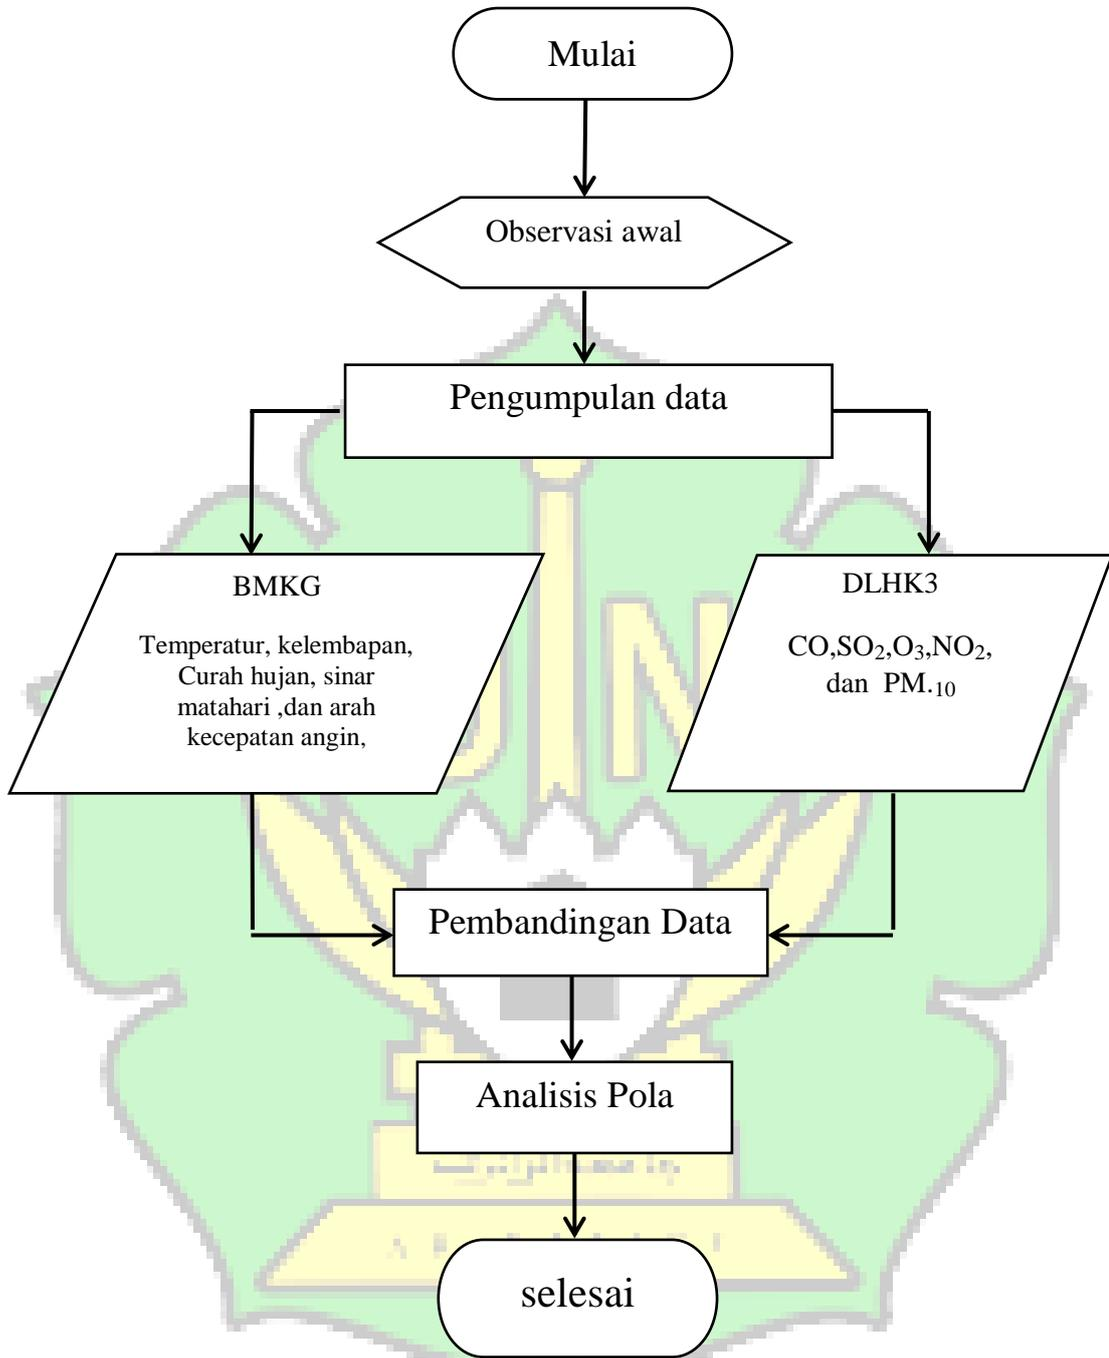 Mulai
Observasi awal
Pengumpulan data
BMKG
Temperatur, kelembapan,
Curah hujan, sinar
matahari ,dan arah
kecepatan angin,
DLHK3
CO,SO₂,O₃,NO₂,
dan PM.₁₀
Pembandingan Data
Analisis Pola
selesai